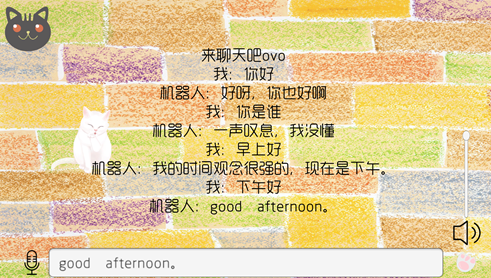 来聊天吧ovo
我：你好
机器人：好呀，你也好啊
我：你是谁
机器人：一声叹息，我没懂
我：早上好
机器人：我的时间观念很强的，现在是下午。
我：下午好
机器人：good afternoon。
good afternoon。